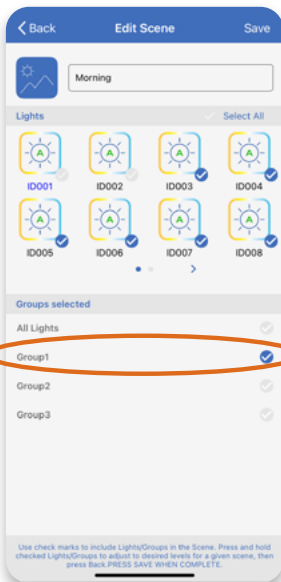 Back Edit Scene Save
Morning
Lights Select All
A A A A
ID001 ID002 ID003 ID004
A A A A
ID005 ID006 ID007 ID008
Groups selected
All Lights
Group1
Group2
Group3
Use check marks to include Lights/Groups in the Scene. Press and hold
checked Lights/Groups to adjust to desired levels for a given scene, then
press Back.PRESS SAVE WHEN COMPLETE.